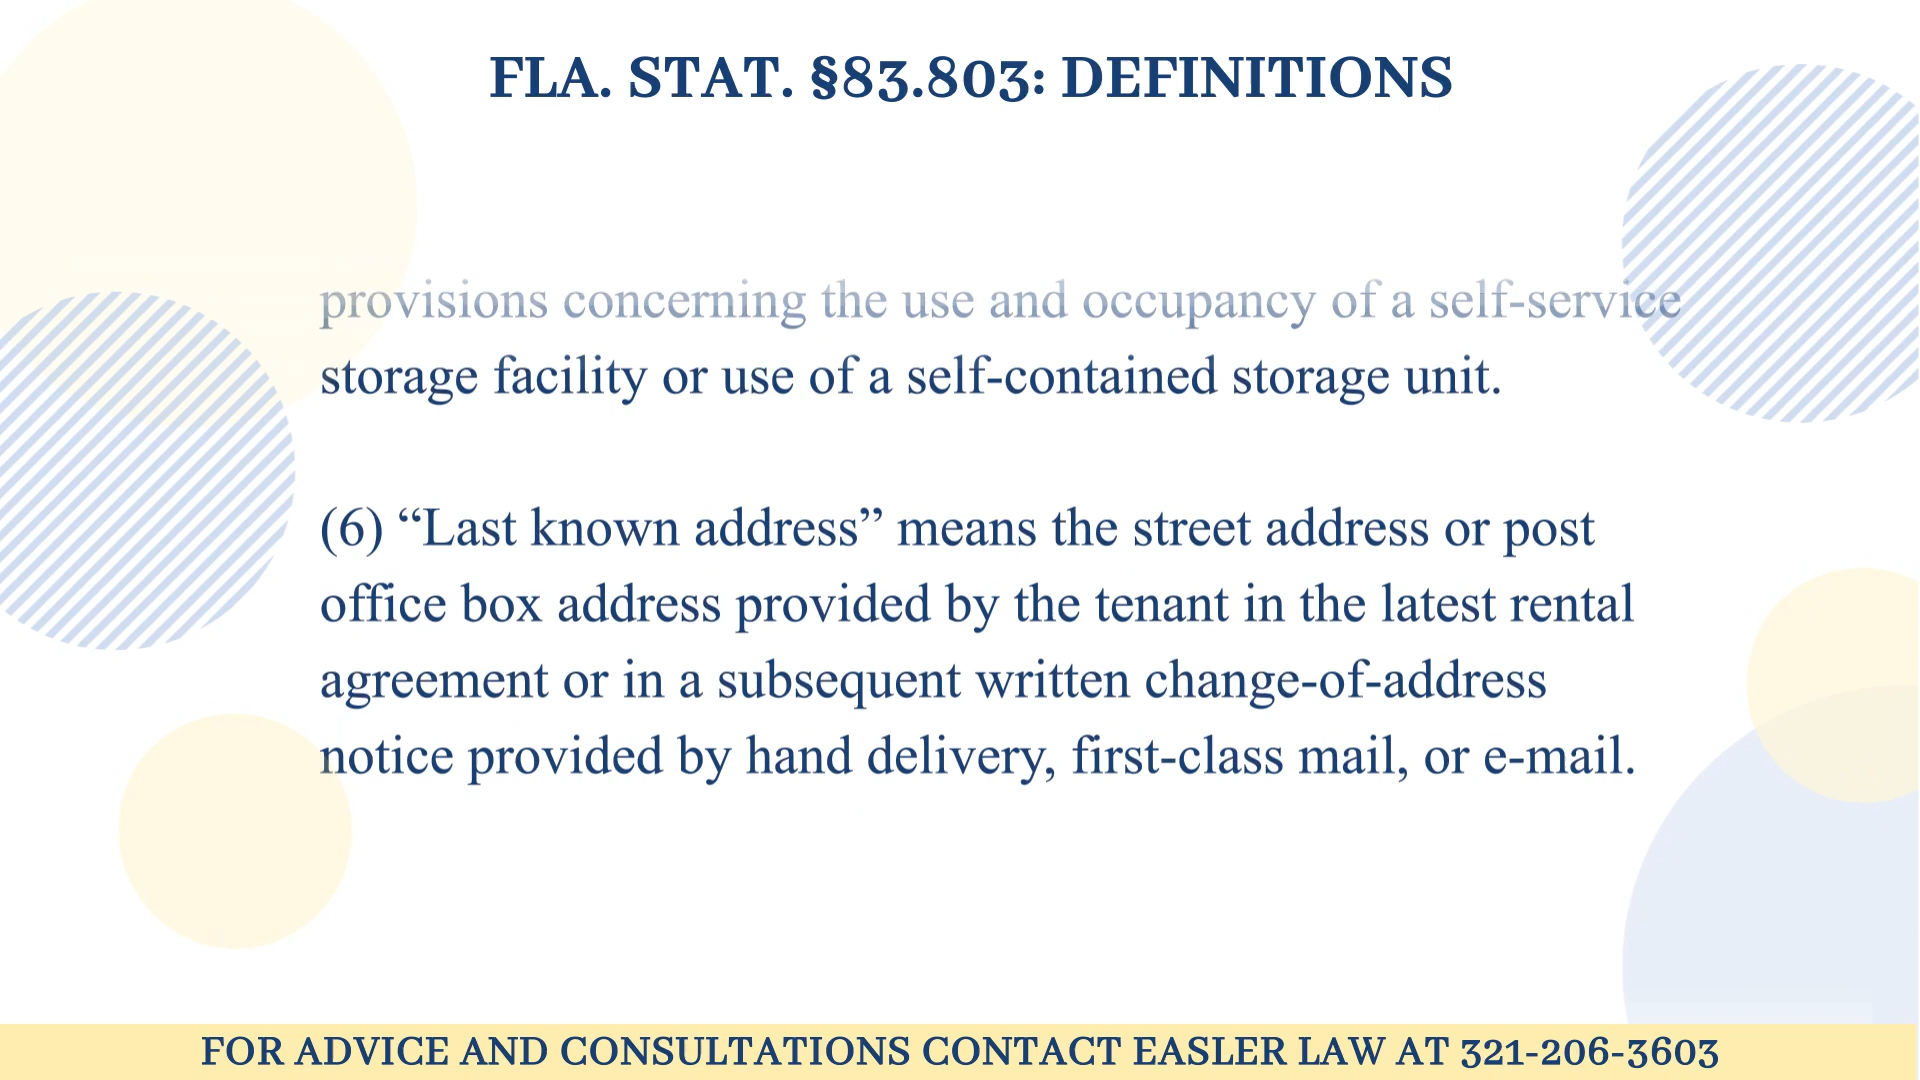 FLA. STAT. §83.803: DEFINITIONS
provisions concerning the use and occupancy of a self-service
storage facility or use of a self-contained storage unit.
(6) “Last known address” means the street address or post
office box address provided by the tenant in the latest rental
agreement or in a subsequent written change-of-address
notice provided by hand delivery, first-class mail, or e-mail.
FOR ADVICE AND CONSULTATIONS CONTACT EASLER LAW AT 321-206-3603